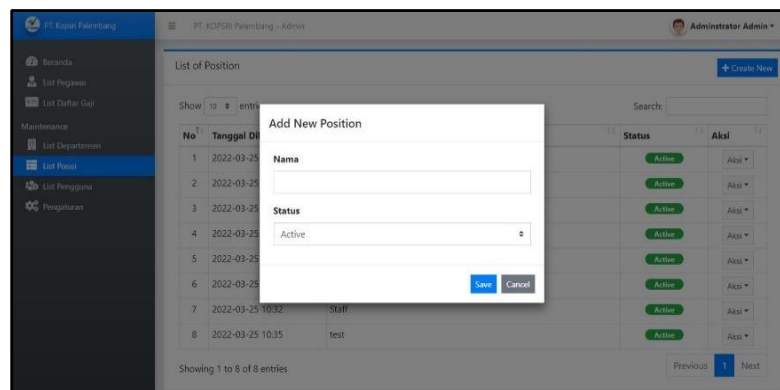 PT Kopsri Palembang
PT. KOPSRI Palembang - Admin
Adminstrator Admin
Beranda
List Pegawai
List Daftar Gaji
Maintenance
List Departemen
List Posisi
List Pengguna
Pengaturan
List of Position
+ Create New
Show 10 entri
Search:
No Tanggal Di Status Aksi
1 2022-03-25 Active Aksi
2 2022-03-25 Active Aksi
3 2022-03-25 Active Aksi
4 2022-03-25 Active Aksi
5 2022-03-25 Active Aksi
6 2022-03-25 Active Aksi
7 2022-03-25 10:32 Staff Active Aksi
8 2022-03-25 10:35 test Active Aksi
Showing 1 to 8 of 8 entries
Previous 1 Next
Add New Position
Nama
Status
Active
Save Cancel